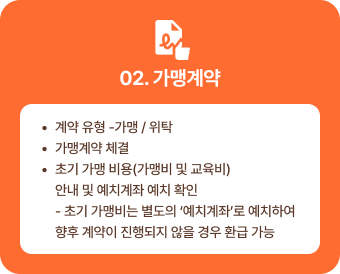 02. 가맹계약
• 계약 유형 -가맹 / 위탁
• 가맹계약 체결
• 초기 가맹 비용(가맹비 및 교육비)
안내 및 예치계좌 예치 확인
- 초기 가맹비는 별도의 ‘예치계좌’로 예치하여
향후 계약이 진행되지 않을 경우 환급 가능